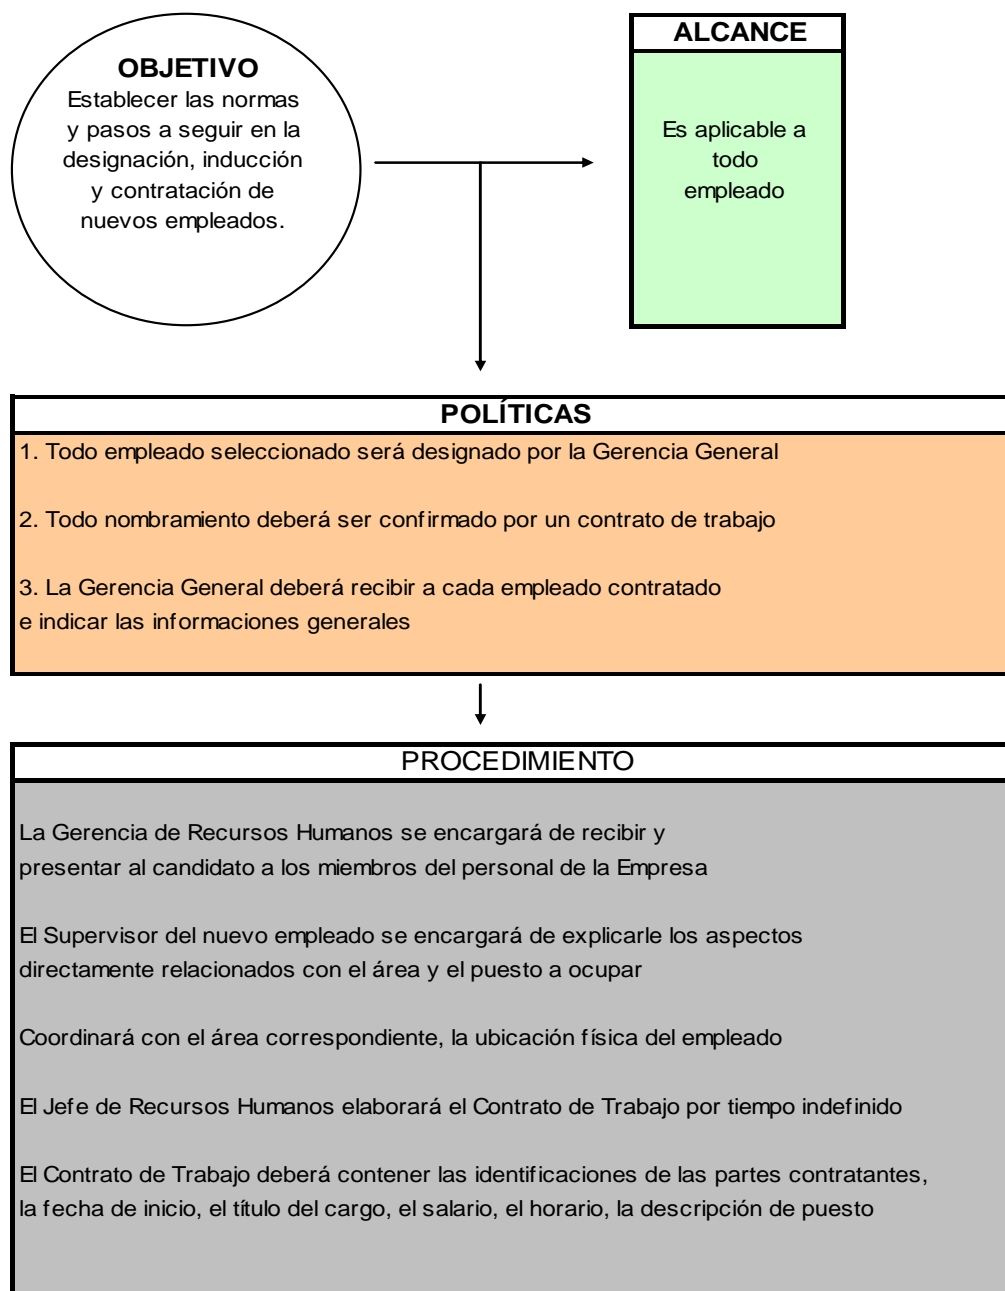 OBJETIVO
Establecer las normas
y pasos a seguir en la
designación, inducción
y contratación de
nuevos empleados.
ALCANCE
Es aplicable a
todo
empleado
POLÍTICAS
1. Todo empleado seleccionado será designado por la Gerencia General
2. Todo nombramiento deberá ser confirmado por un contrato de trabajo
3. La Gerencia General deberá recibir a cada empleado contratado
e indicar las informaciones generales
PROCEDIMIENTO
La Gerencia de Recursos Humanos se encargará de recibir y
presentar al candidato a los miembros del personal de la Empresa
El Supervisor del nuevo empleado se encargará de explicarle los aspectos
directamente relacionados con el área y el puesto a ocupar
Coordinará con el área correspondiente, la ubicación física del empleado
El Jefe de Recursos Humanos elaborará el Contrato de Trabajo por tiempo indefinido
El Contrato de Trabajo deberá contener las identificaciones de las partes contratantes,
la fecha de inicio, el título del cargo, el salario, el horario, la descripción de puesto